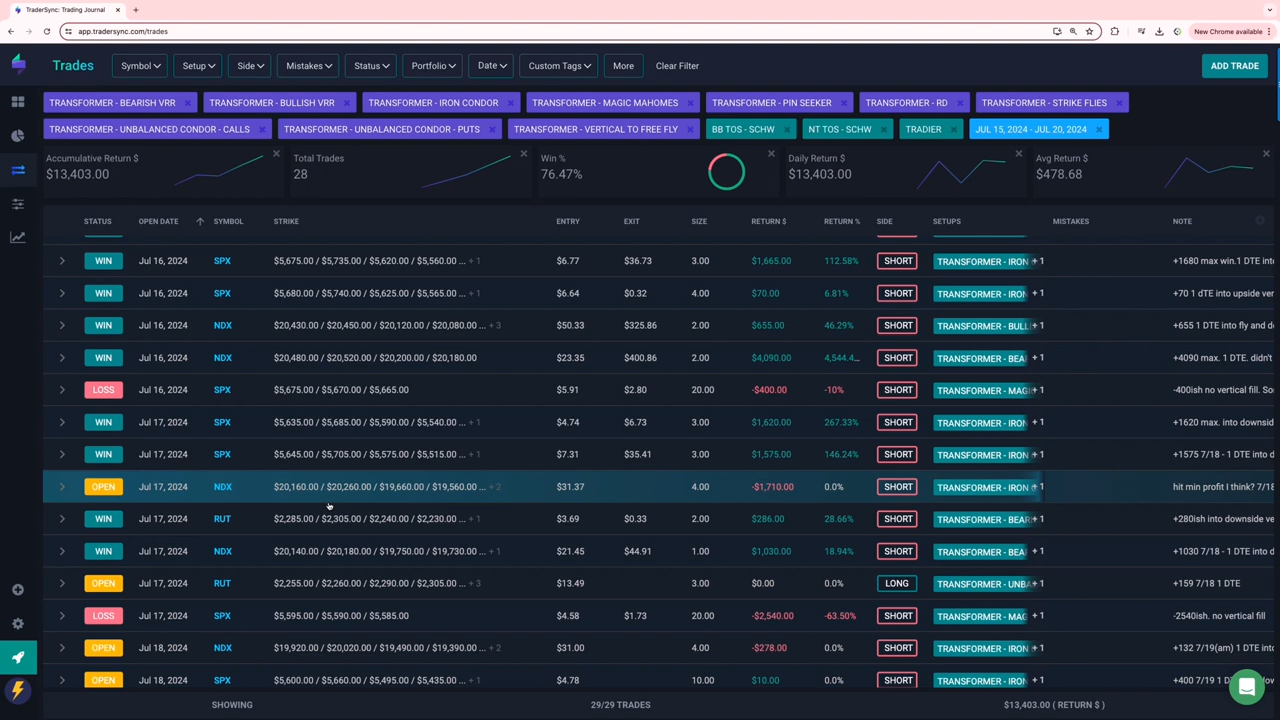 TraderSync: Trading Journal
app.tradersync.com/trades
New Chrome available
Trades
Symbol Setup Side Mistakes Status Portfolio Date Custom Tags More Clear Filter
ADD TRADE
TRANSFORMER - BEARISH VRR TRANSFORMER - BULLISH VRR TRANSFORMER - IRON CONDOR TRANSFORMER - MAGIC MAHOMES TRANSFORMER - PIN SEEKER TRANSFORMER - RD TRANSFORMER - STRIKE FLIES
TRANSFORMER - UNBALANCED CONDOR - CALLS TRANSFORMER - UNBALANCED CONDOR - PUTS TRANSFORMER - VERTICAL TO FREE FLY BB TOS - SCHW NT TOS - SCHW TRADIER JUL 15, 2024 - JUL 20, 2024
Accumulative Return $ Total Trades Win % Daily Return $ Avg Return $
$13,403.00 28 76.47% $13,403.00 $478.68
STATUS OPEN DATE SYMBOL STRIKE ENTRY EXIT SIZE RETURN $ RETURN % SIDE SETUPS MISTAKES NOTE
WIN Jul 16, 2024 SPX $5,675.00 / $5,735.00 / $5,620.00 / $5,560.00 ... + 1 $6.77 $36.73 3.00 $1,665.00 112.58% SHORT TRANSFORMER - IRON + 1 +1680 max win.1 DTE into
WIN Jul 16, 2024 SPX $5,680.00 / $5,740.00 / $5,625.00 / $5,565.00 ... + 1 $6.64 $0.32 4.00 $70.00 6.81% SHORT TRANSFORMER - IRON + 1 +70 1 dTE into upside ver
WIN Jul 16, 2024 NDX $20,430.00 / $20,450.00 / $20,120.00 / $20,080.00 ... + 3 $50.33 $325.86 2.00 $655.00 46.29% SHORT TRANSFORMER - BULL + 1 +655 1 DTE into fly and do
WIN Jul 16, 2024 NDX $20,480.00 / $20,520.00 / $20,200.00 / $20,180.00 $23.35 $400.86 2.00 $4,090.00 4,544.4... SHORT TRANSFORMER - BEA + 1 +4090 max. 1 DTE. didn't
LOSS Jul 16, 2024 SPX $5,675.00 / $5,670.00 / $5,665.00 $5.91 $2.80 20.00 -$400.00 -10% SHORT TRANSFORMER - MAG + 1 -400ish no vertical fill. So
WIN Jul 17, 2024 SPX $5,635.00 / $5,685.00 / $5,590.00 / $5,540.00 ... + 1 $4.74 $6.73 3.00 $1,620.00 267.33% SHORT TRANSFORMER - IRON + 1 +1620 max. into downsid
WIN Jul 17, 2024 SPX $5,645.00 / $5,705.00 / $5,575.00 / $5,515.00 ... + 1 $7.31 $35.41 3.00 $1,575.00 146.24% SHORT TRANSFORMER - IRON + 1 +1575 7/18 - 1 DTE into d
OPEN Jul 17, 2024 NDX $20,160.00 / $20,260.00 / $19,660.00 / $19,560.00 ... + 2 $31.37 4.00 -$1,710.00 0.0% SHORT TRANSFORMER - IRON + 1 hit min profit I think? 7/18
WIN Jul 17, 2024 RUT $2,285.00 / $2,305.00 / $2,240.00 / $2,230.00 ... + 1 $3.69 $0.33 2.00 $286.00 28.66% SHORT TRANSFORMER - BEAR + 1 +280ish into downside ve
WIN Jul 17, 2024 NDX $20,140.00 / $20,180.00 / $19,750.00 / $19,730.00 ... + 1 $21.45 $44.91 1.00 $1,030.00 18.94% SHORT TRANSFORMER - BEA + 1 +1030 7/18 - 1 DTE into d
OPEN Jul 17, 2024 RUT $2,255.00 / $2,260.00 / $2,290.00 / $2,305.00 ... + 3 $13.49 3.00 $0.00 0.0% LONG TRANSFORMER - UNBA + 1 +159 7/18 1 DTE
LOSS Jul 17, 2024 SPX $5,595.00 / $5,590.00 / $5,585.00 $4.58 $1.73 20.00 -$2,540.00 -63.50% SHORT TRANSFORMER - MAG + 1 -2540ish. no vertical fill
OPEN Jul 18, 2024 NDX $19,920.00 / $20,020.00 / $19,490.00 / $19,390.00 ... + 2 $31.00 4.00 -$278.00 SHORT TRANSFORMER - IRON + 1 +132 7/19(am) 1 DTE int
OPEN Jul 18, 2024 SPX $5,600.00 / $5,660.00 / $5,495.00 / $5,435.00 ... + 1 $4.78 10.00 $10.00 0.0% SHORT TRANSFORMER - IRON + 1 +400 7/19 1 DTE into u
SHOWING 29/29 TRADES $13,403.00 ( RETURN $ )